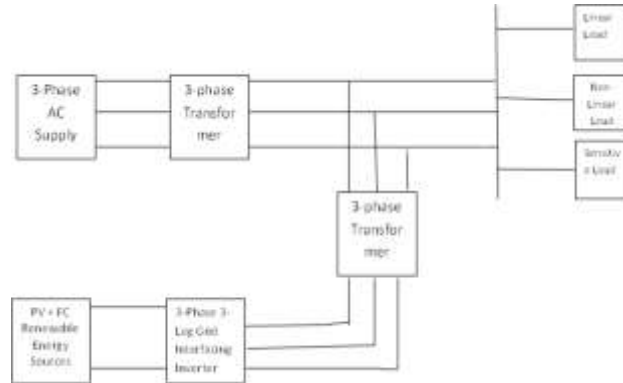 Linear
Load
3-Phase
AC
Supply
3-phase
Transfor
mer
Non-
Linear
Load
Sensitiv
e Load
3-phase
Transfor
mer
PV + FC
Renewable
Energy
Sources
3-Phase 3-
Leg Grid
Interfacing
Inverter